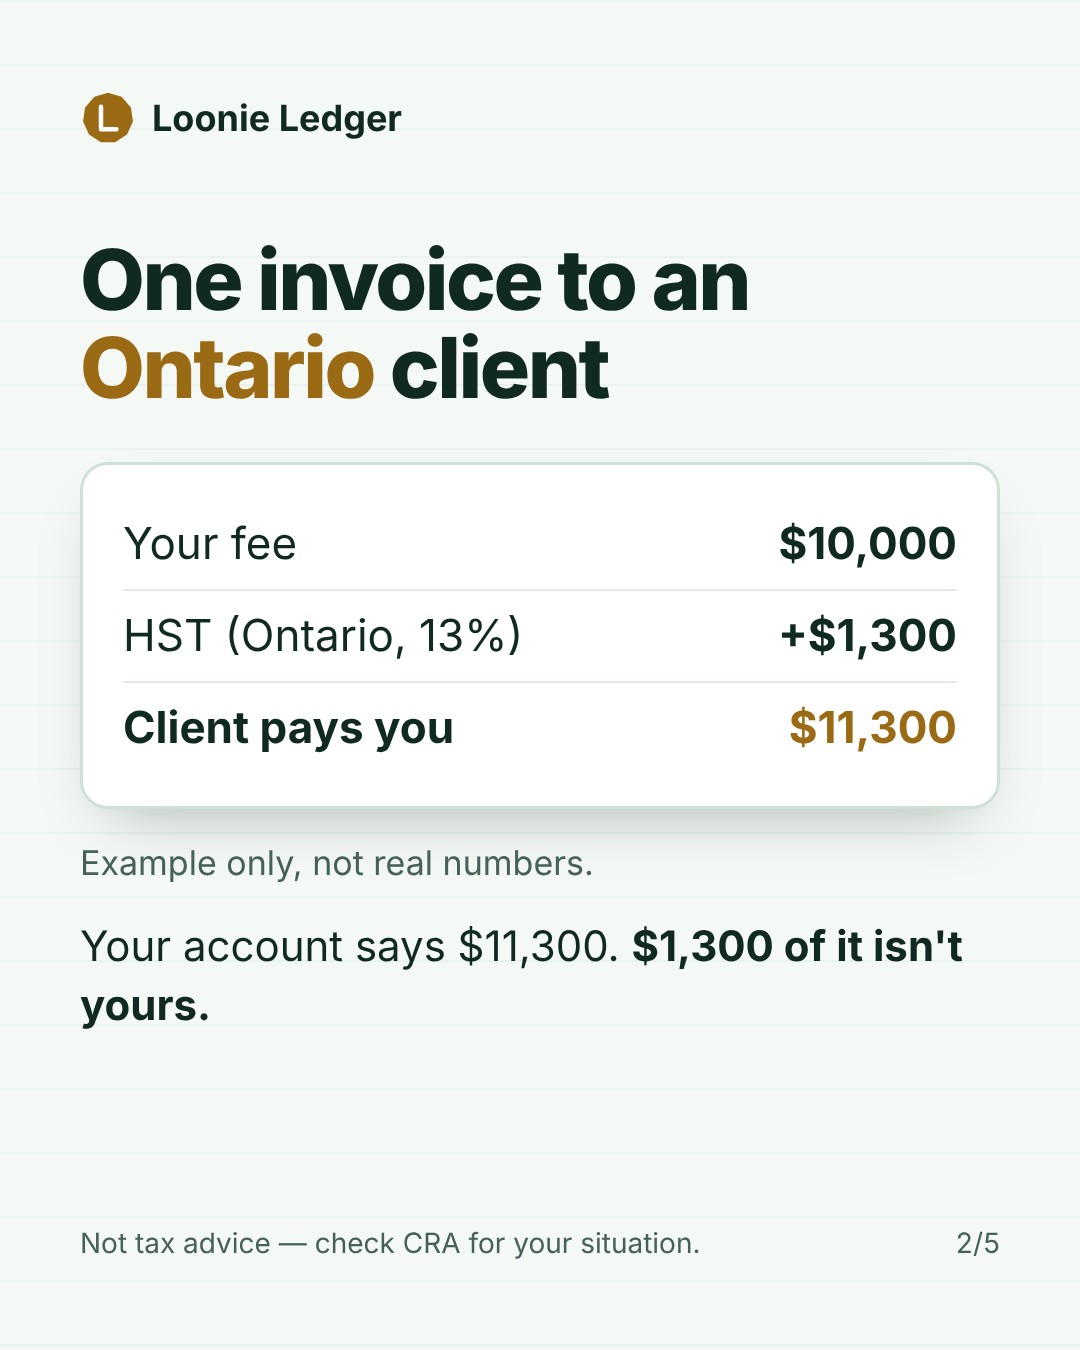 L
Loonie Ledger
One invoice to an
Ontario client
Your fee $10,000
HST (Ontario, 13%) +$1,300
Client pays you $11,300
Example only, not real numbers.
Your account says $11,300. $1,300 of it isn't
yours.
Not tax advice — check CRA for your situation. 2/5